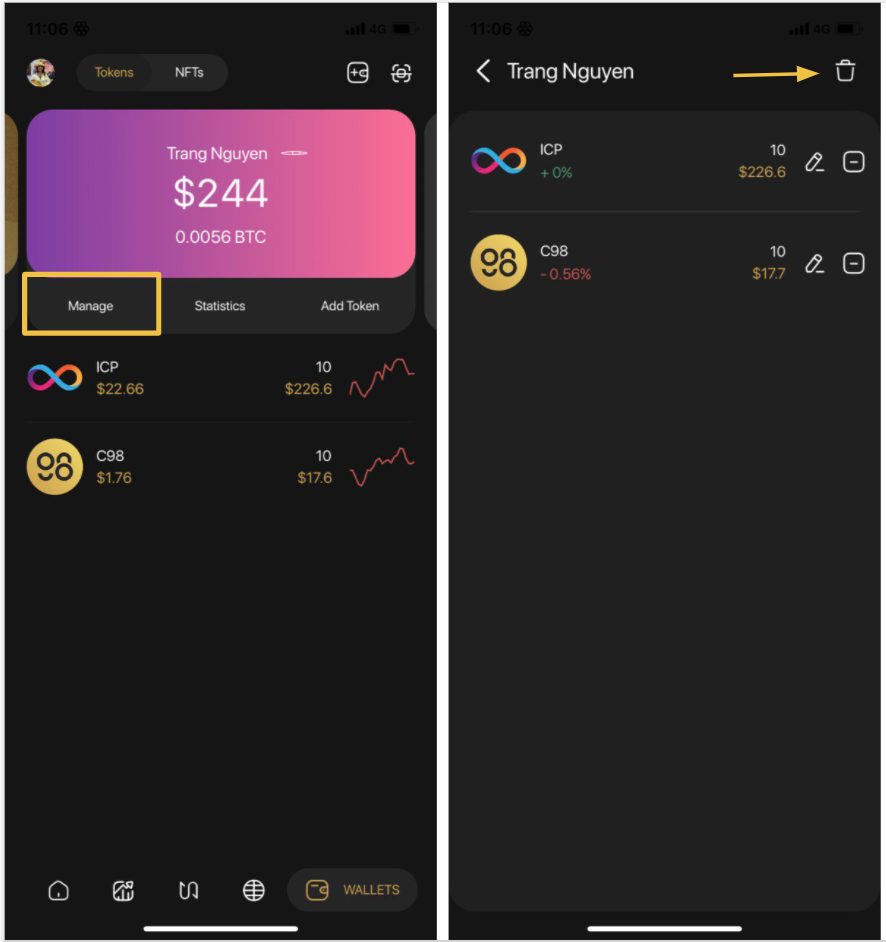 11:06
4G
Tokens
NFTs
Trang Nguyen
$244
0.0056 BTC
Manage
Statistics
Add Token
ICP
10
$22.66
$226.6
C98
10
$1.76
$17.6
WALLETS
11:06
4G
Trang Nguyen
ICP
10
+ 0%
$226.6
C98
10
- 0.56%
$17.7